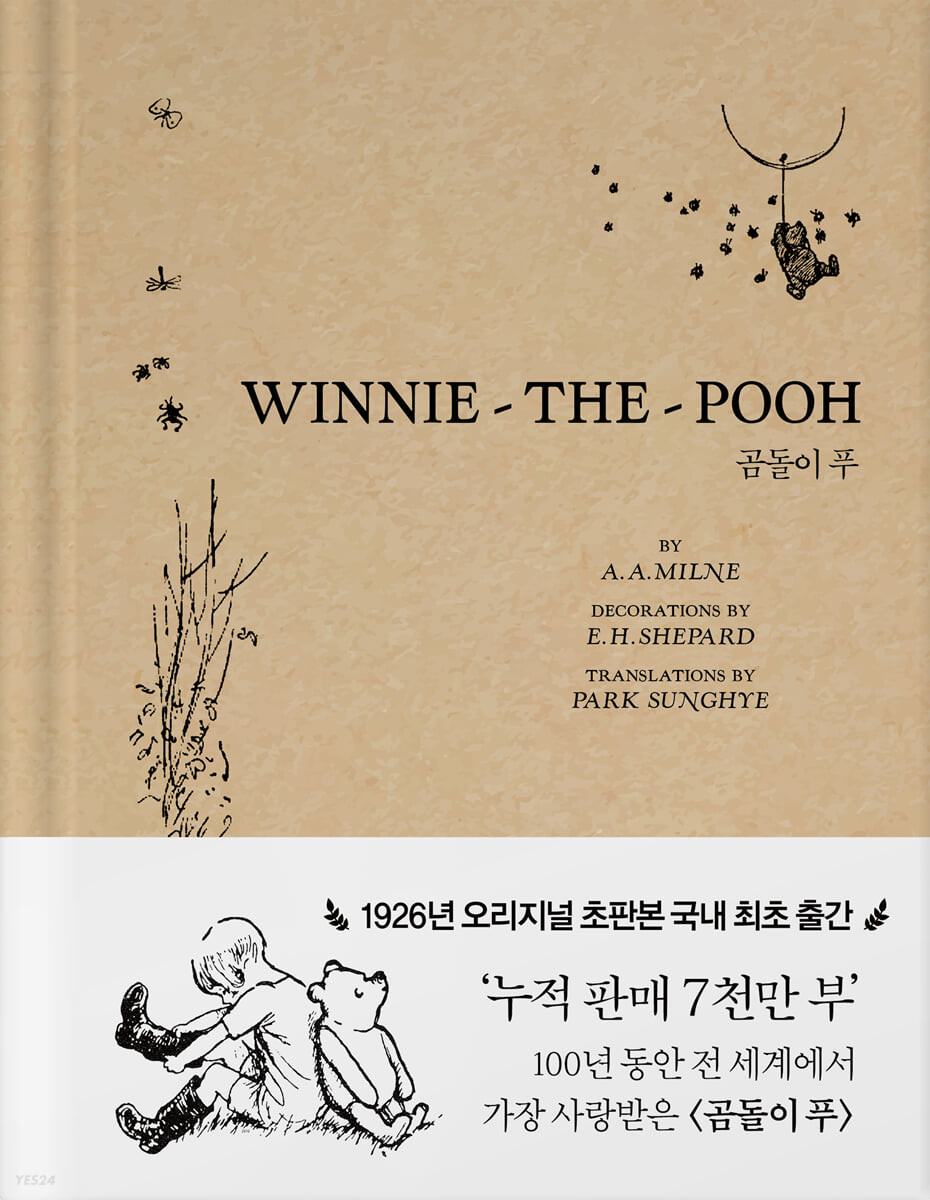 WINNIE-THE-POOH
곰돌이 푸
BY
A.A.MILNE
DECORATIONS BY
E.H.SHEPARD
TRANSLATIONS BY
PARK SUNGHYE
1926년 오리지널 초판본 국내 최초 출간
‘누적 판매 7천만 부’
100년 동안 전 세계에서
가장 사랑받은 〈곰돌이 푸〉
YES24